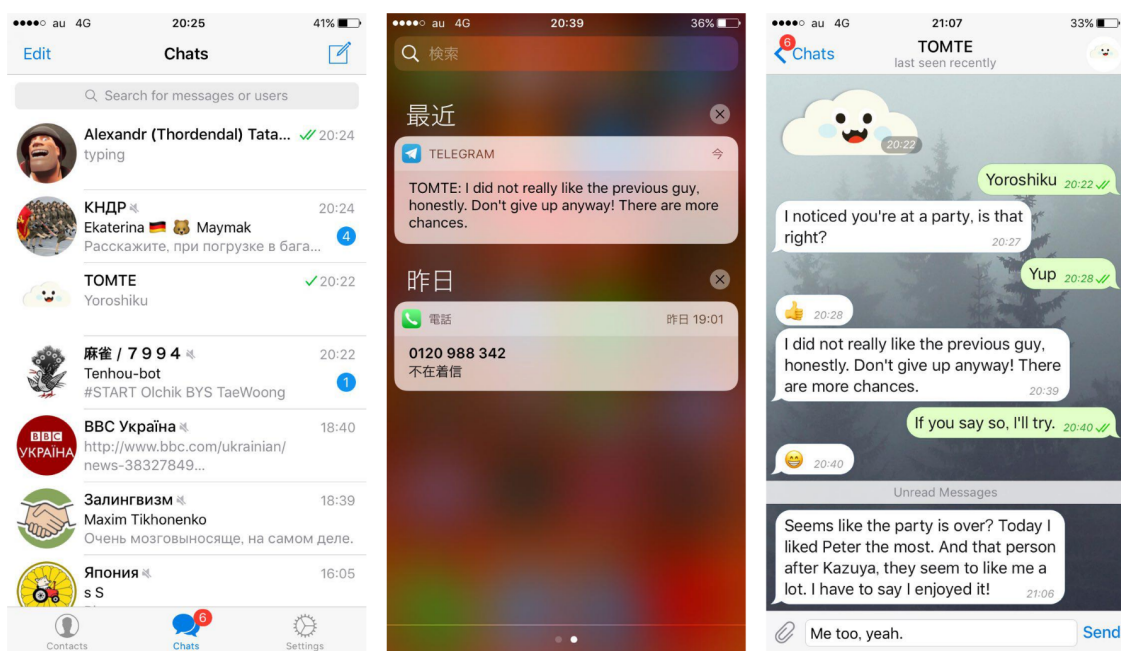 au 4G 20:25 41%
Edit Chats
Search for messages or users
Alexandr (Thordendal) Tata... 20:24
typing
КНДР 20:24
Ekaterina 🇩🇪 🐻 Maymak
Расскажите, при погрузке в бага... 4
TOMTE 20:22
Yoroshiku
麻雀 / 7 9 9 4 20:22
Tenhou-bot
#START Olchik BYS TaeWoong 1
BBC УКРАЇНА
BBC Україна 18:40
http://www.bbc.com/ukrainian/
news-38327849...
Залингвизм 18:39
Maxim Tikhonenko
Очень мозговыносяще, на самом деле.
Япония 16:05
s S
6
Contacts Chats Settings
au 4G 20:39 36%
検索
最近
TELEGRAM 今
TOMTE: I did not really like the previous guy,
honestly. Don't give up anyway! There are more
chances.
昨日
電話 昨日 19:01
0120 988 342
不在着信
au 4G 21:07 33%
6
Chats TOMTE
last seen recently
20:22
Yoroshiku 20:22
I noticed you're at a party, is that
right? 20:27
Yup 20:28
👍 20:28
I did not really like the previous guy,
honestly. Don't give up anyway! There
are more chances. 20:39
If you say so, I'll try. 20:40
😁 20:40
Unread Messages
Seems like the party is over? Today I
liked Peter the most. And that person
after Kazuya, they seem to like me a
lot. I have to say I enjoyed it! 21:06
Me too, yeah. Send